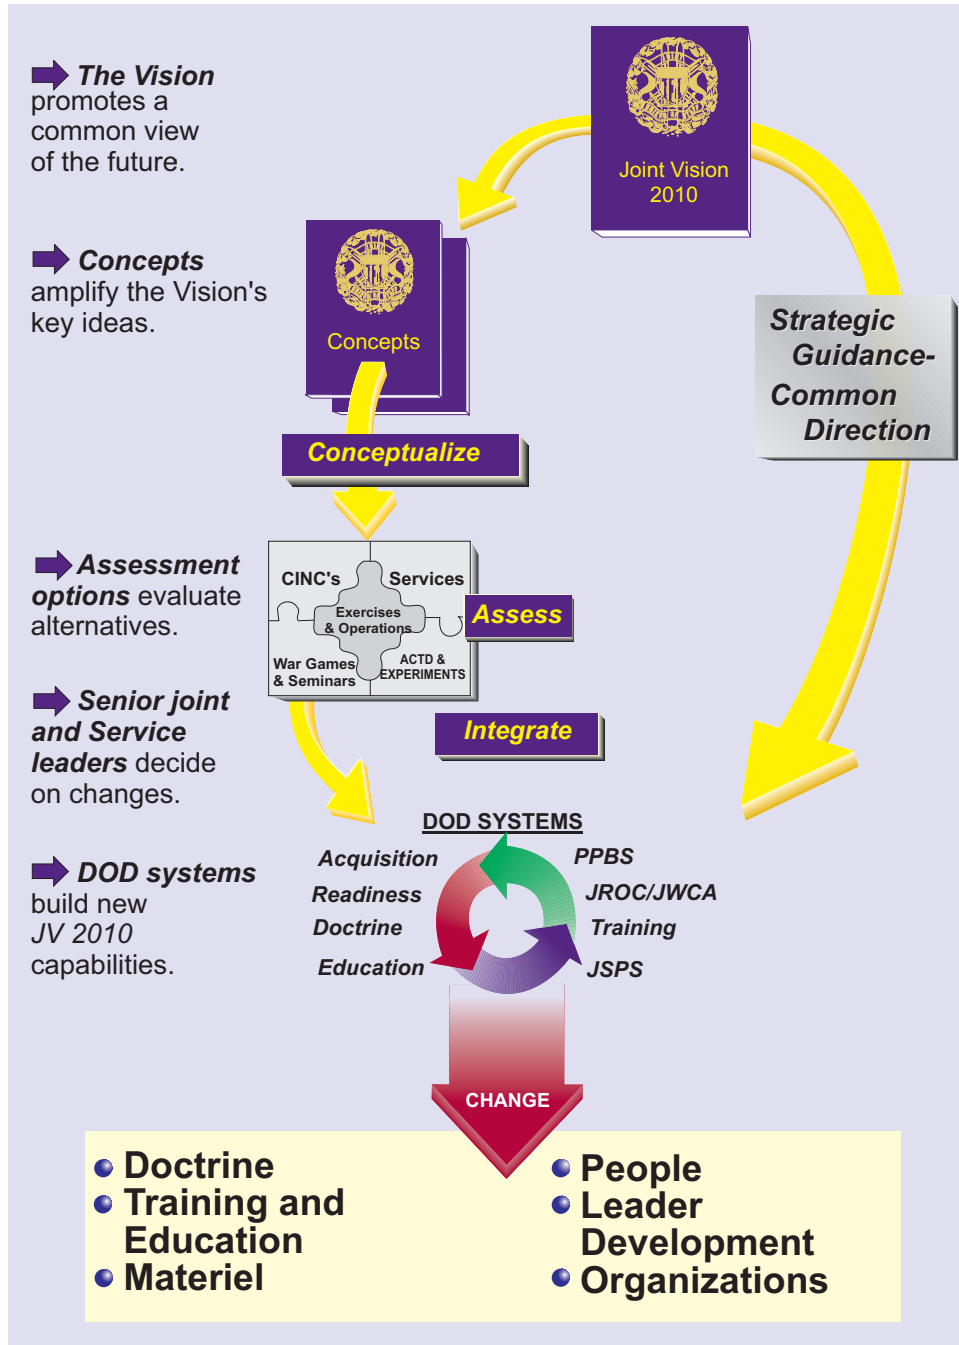 The Vision
promotes a
common view
of the future.
Joint Vision
2010
Concepts
amplify the Vision's
key ideas.
Concepts
Strategic
Guidance-
Common
Direction
Conceptualize
Assessment
options evaluate
alternatives.
CINC's
Services
Exercises
& Operations
War Games
& Seminars
ACTD &
EXPERIMENTS
Assess
Senior joint
and Service
leaders decide
on changes.
Integrate
DOD SYSTEMS
Acquisition
Readiness
Doctrine
Education
PPBS
JROC/JWCA
Training
JSPS
DOD systems
build new
JV 2010
capabilities.
CHANGE
Doctrine
Training and
Education
Materiel
People
Leader
Development
Organizations